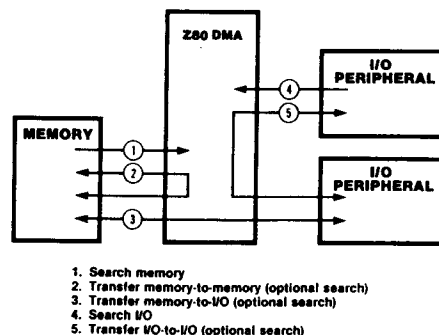 Z80 DMA
I/O
PERIPHERAL
4
5
MEMORY
1
2
3
I/O
PERIPHERAL
1. Search memory
2. Transfer memory-to-memory (optional search)
3. Transfer memory-to-I/O (optional search)
4. Search I/O
5. Transfer I/O-to-I/O (optional search)